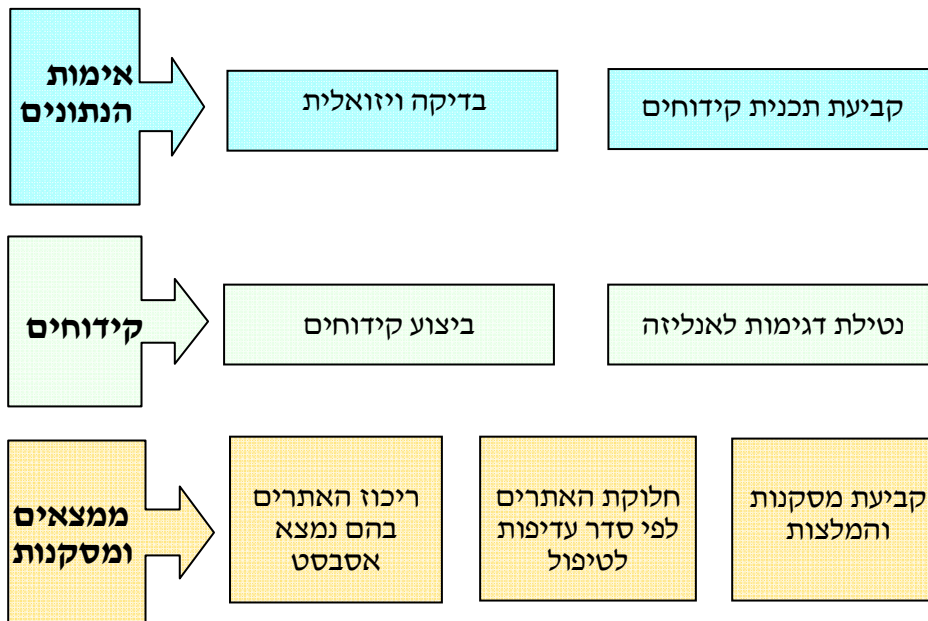 אימות
הנתונים
בדיקה ויזואלית
קביעת תכנית קידוחים
קידוחים
ביצוע קידוחים
נטילת דגימות לאנליזה
ממצאים
ומסקנות
ריכוז האתרים
בהם נמצא
אסבסט
חלוקת האתרים
לפי סדר עדיפות
לטיפול
קביעת מסקנות
והמלצות